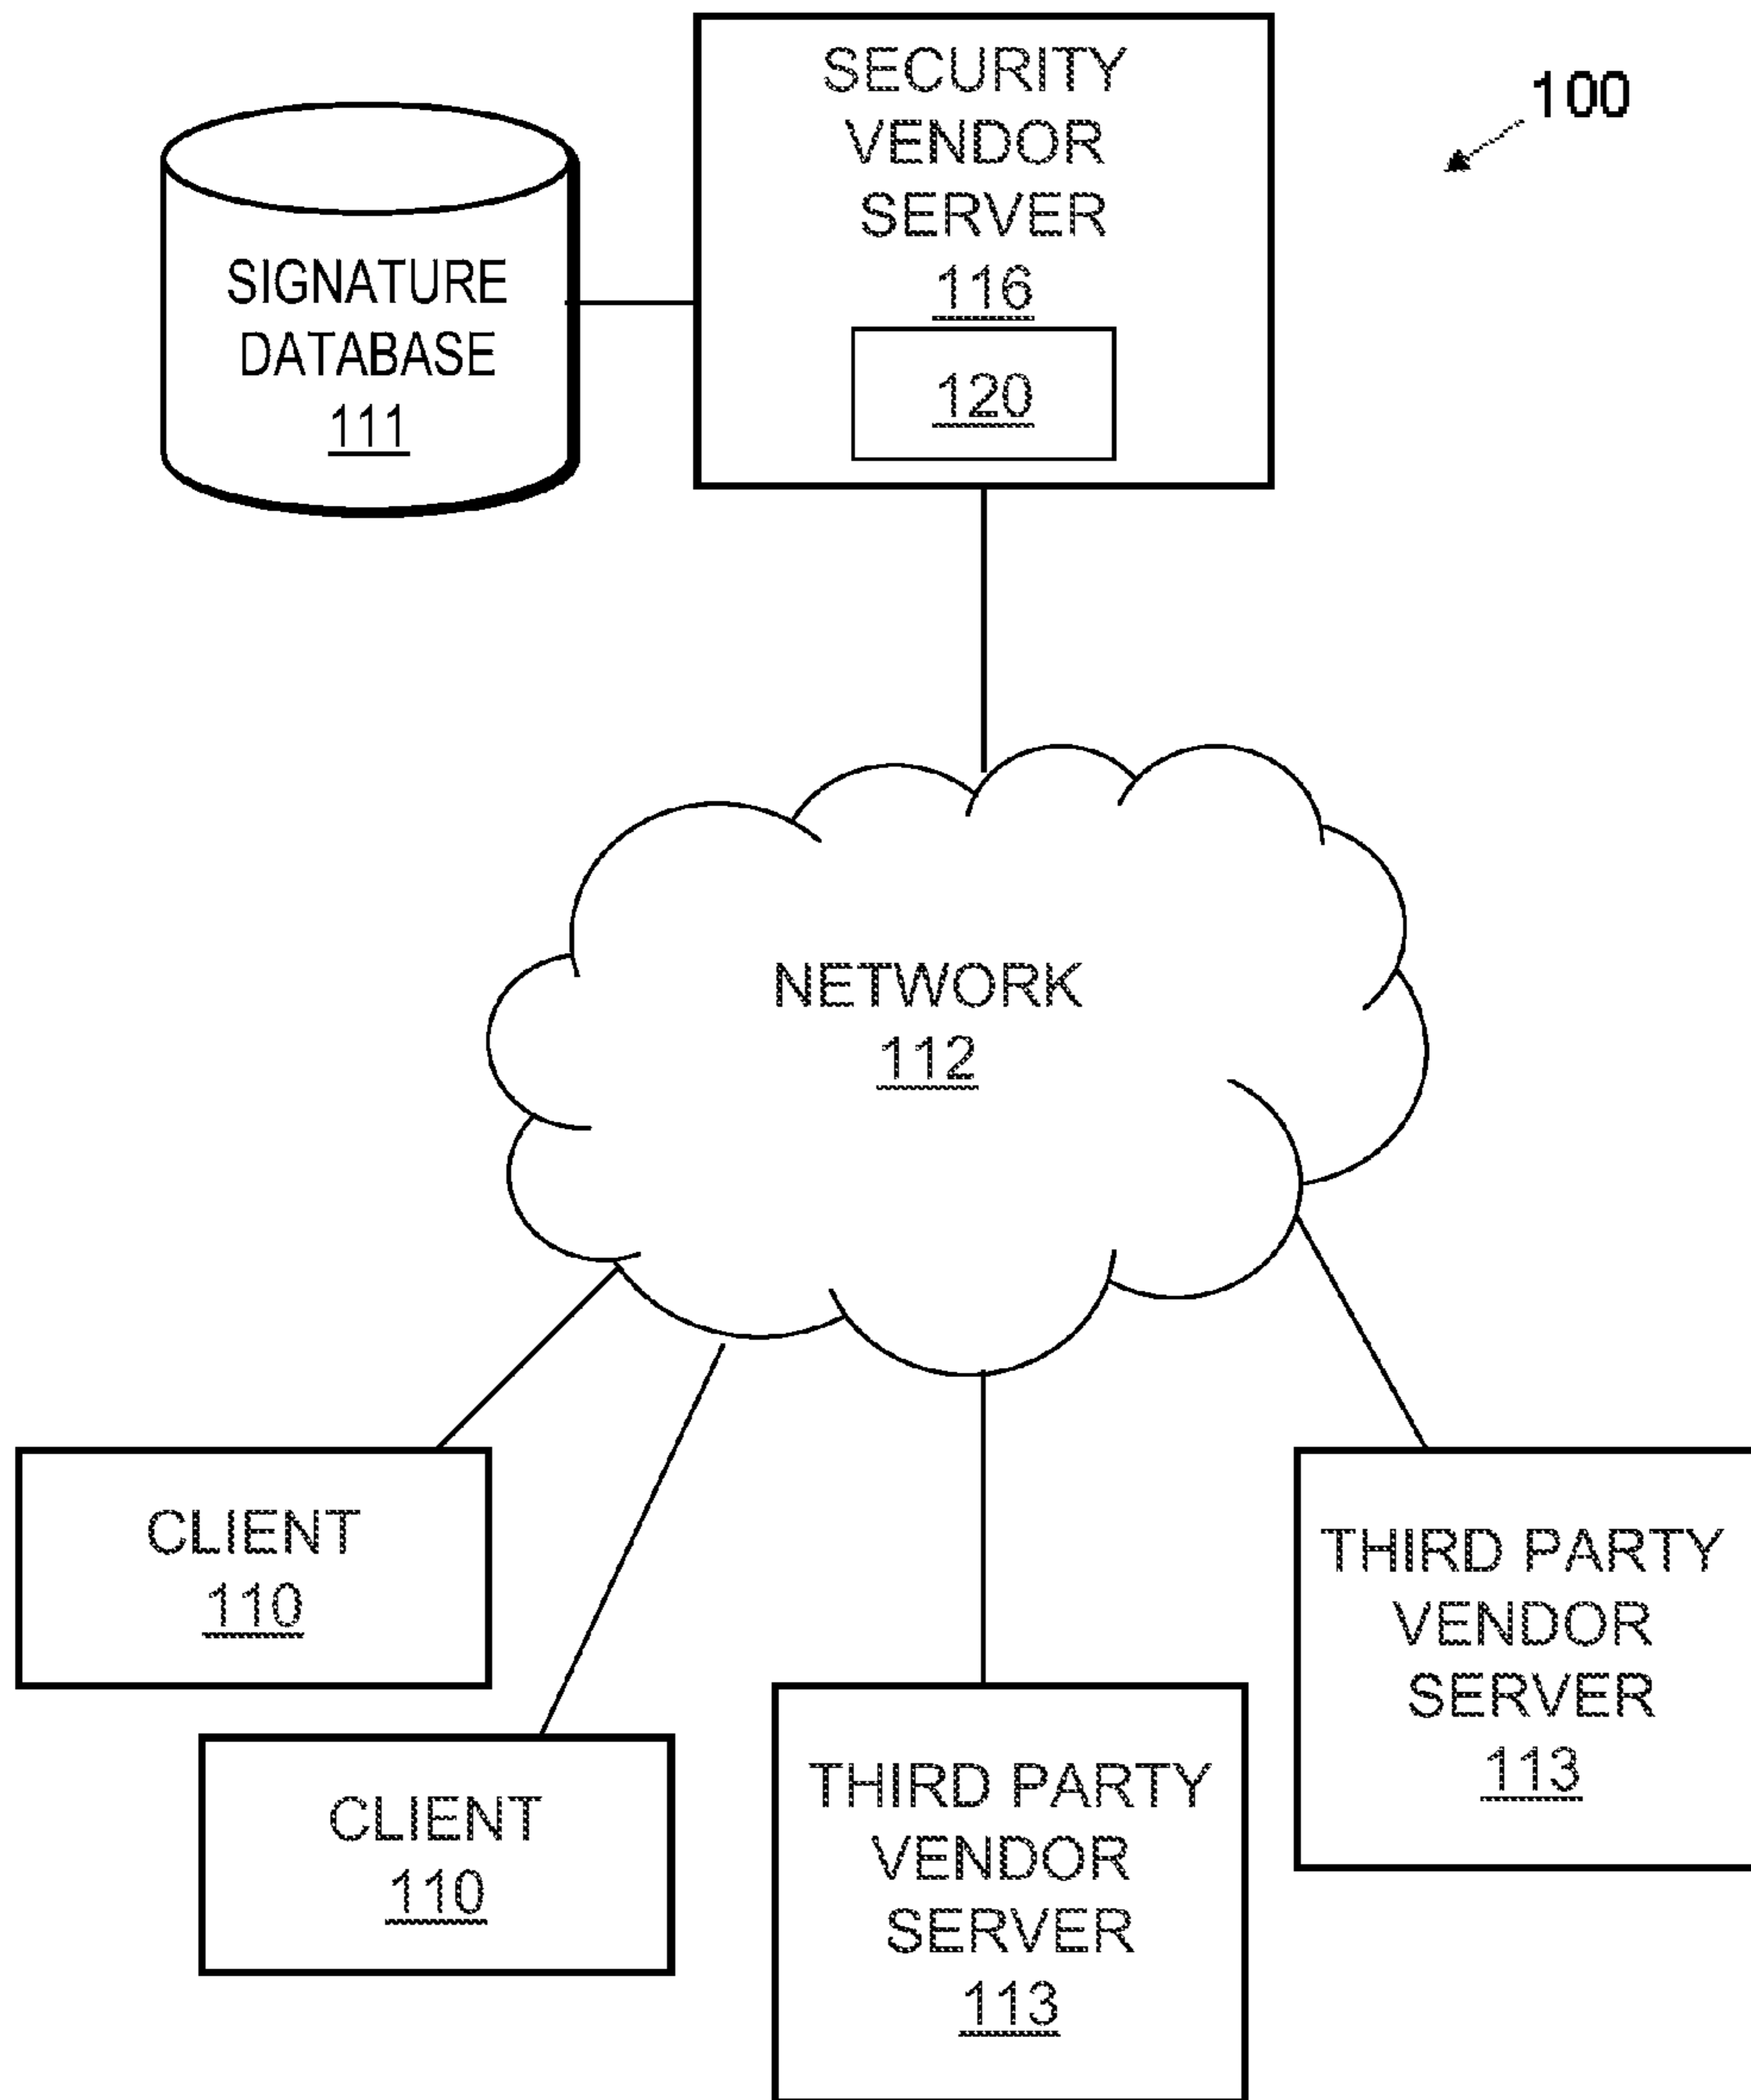 100
SECURITY
VENDOR
SERVER
116
120
SIGNATURE
DATABASE
111
NETWORK
112
CLIENT
110
CLIENT
110
THIRD PARTY
VENDOR
SERVER
113
THIRD PARTY
VENDOR
SERVER
113